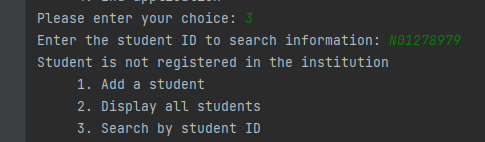 Please enter your choice: 3
Enter the student ID to search information: N01278979
Student is not registered in the institution
1. Add a student
2. Display all students
3. Search by student ID